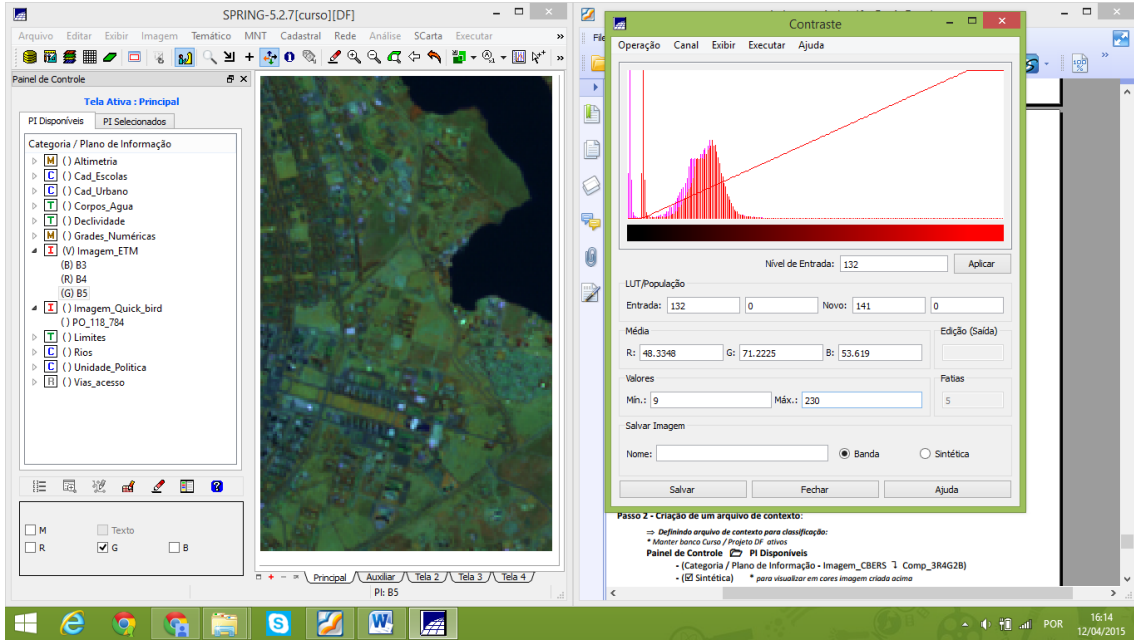 SPRING-5.2.7[curso][DF]
Arquivo Editar Exibir Imagem Temático MNT Cadastral Rede Análise SCarta Executar »
»
Painel de Controle
Tela Ativa : Principal
PI Disponíveis PI Selecionados
Categoria / Plano de Informação
M () Altimetria
C () Cad_Escolas
C () Cad_Urbano
T () Corpos_Agua
T () Declividade
M () Grades_Numéricas
I (V) Imagem_ETM
(B) B3
(R) B4
(G) B5
I () Imagem_Quick_bird
() PO_118_784
T () Limites
C () Rios
C () Unidade_Politica
R () Vias_acesso
M Texto
R G B
Principal Auxiliar Tela 2 Tela 3 Tela 4
PI: B5
File
Contraste
Operação Canal Exibir Executar Ajuda
Nível de Entrada: 132 Aplicar
LUT/População
Entrada: 132 0 Novo: 141 0
Média Edição (Saída)
R: 48.3348 G: 71.2225 B: 53.619
Valores Fatias
Mín.: 9 Máx.: 230 5
Salvar Imagem
Nome: Banda Sintética
Salvar Fechar Ajuda
Passo 2 - Criação de um arquivo de contexto:
⇒ Definindo arquivo de contexto para classificação:
* Manter banco Curso / Projeto DF ativos
Painel de Controle PI Disponíveis
- (Categoria / Plano de Informação - Imagem_CBERS ℩ Comp_3R4G2B)
- (☑ Sintética) * para visualizar em cores imagem criada acima
POR 16:14
12/04/2015